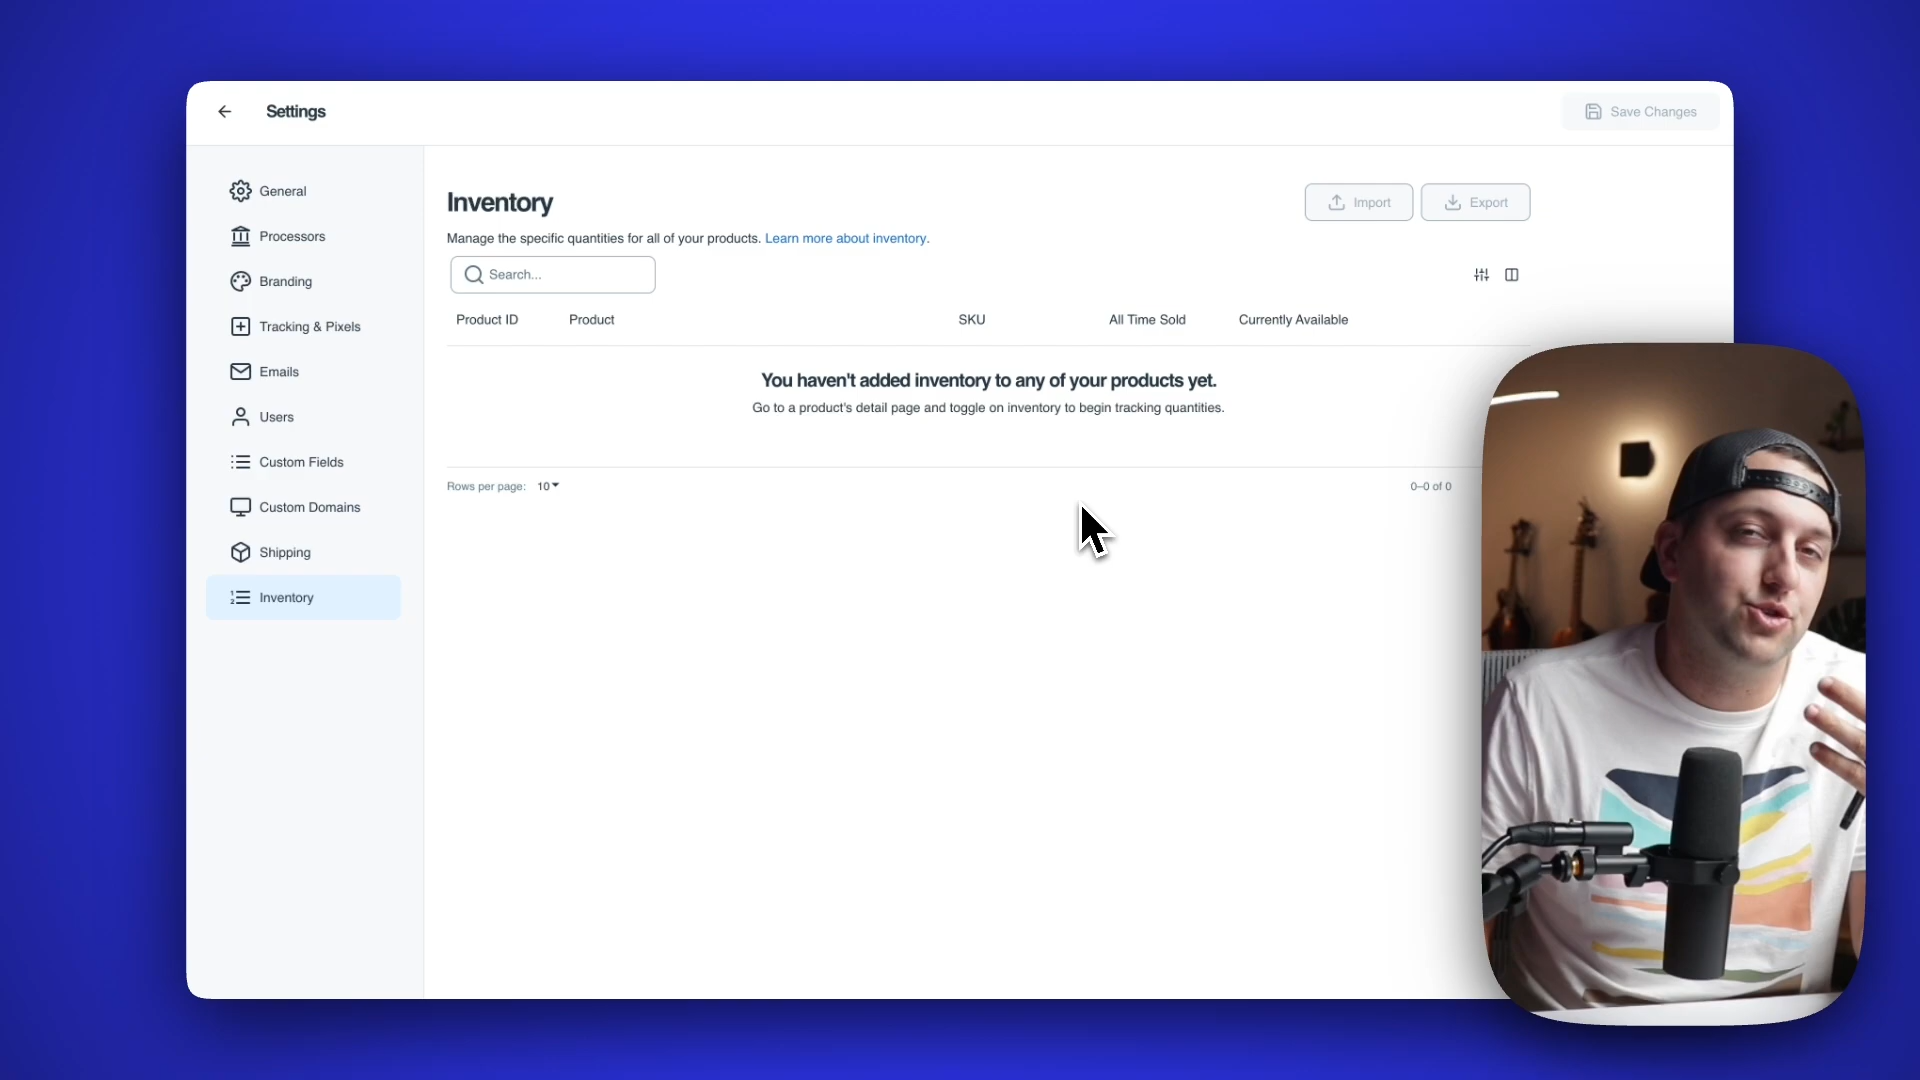 Settings
Save Changes
General
Processors
Branding
Tracking & Pixels
Emails
Users
Custom Fields
Custom Domains
Shipping
Inventory
Inventory
Import
Export
Manage the specific quantities for all of your products. Learn more about inventory.
Search...
Product ID Product SKU All Time Sold Currently Available
You haven't added inventory to any of your products yet.
Go to a product's detail page and toggle on inventory to begin tracking quantities.
Rows per page: 10 0–0 of 0